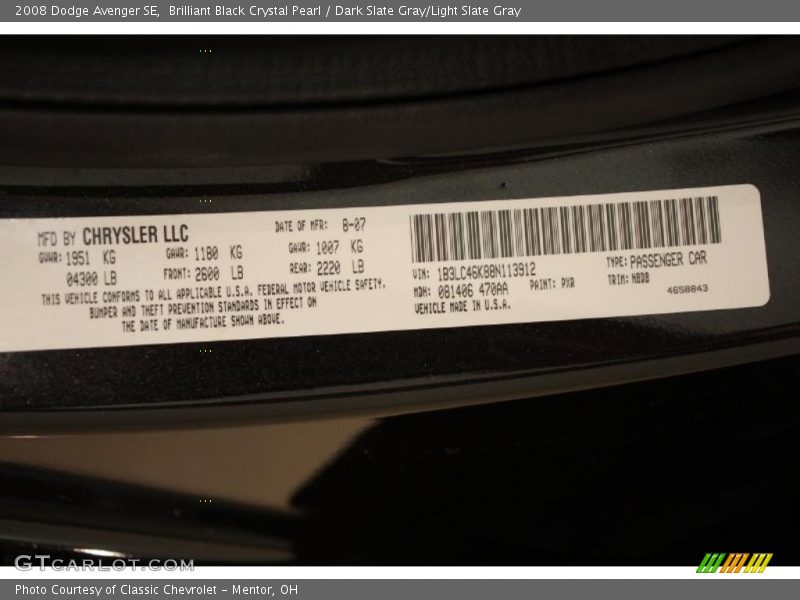 2008 Dodge Avenger SE,  Brilliant Black Crystal Pearl / Dark Slate Gray/Light Slate Gray
MFD BY CHRYSLER LLC DATE OF MFR: 8-07
GVWR: 1951 KG GAWR: 1180 KG GAWR: 1007 KG
04300 LB FRONT: 2600 LB REAR: 2220 LB
THIS VEHICLE CONFORMS TO ALL APPLICABLE U.S.A. FEDERAL MOTOR VEHICLE SAFETY,
BUMPER AND THEFT PREVENTION STANDARDS IN EFFECT ON
THE DATE OF MANUFACTURE SHOWN ABOVE.
VIN: 1B3LC46K88N113912 TYPE: PASSENGER CAR
MDH: 081406 470AA PAINT: PXR TRIM: NBDB
VEHICLE MADE IN U.S.A. 4658843
GTCARLOT.COM
Photo Courtesy of Classic Chevrolet - Mentor, OH